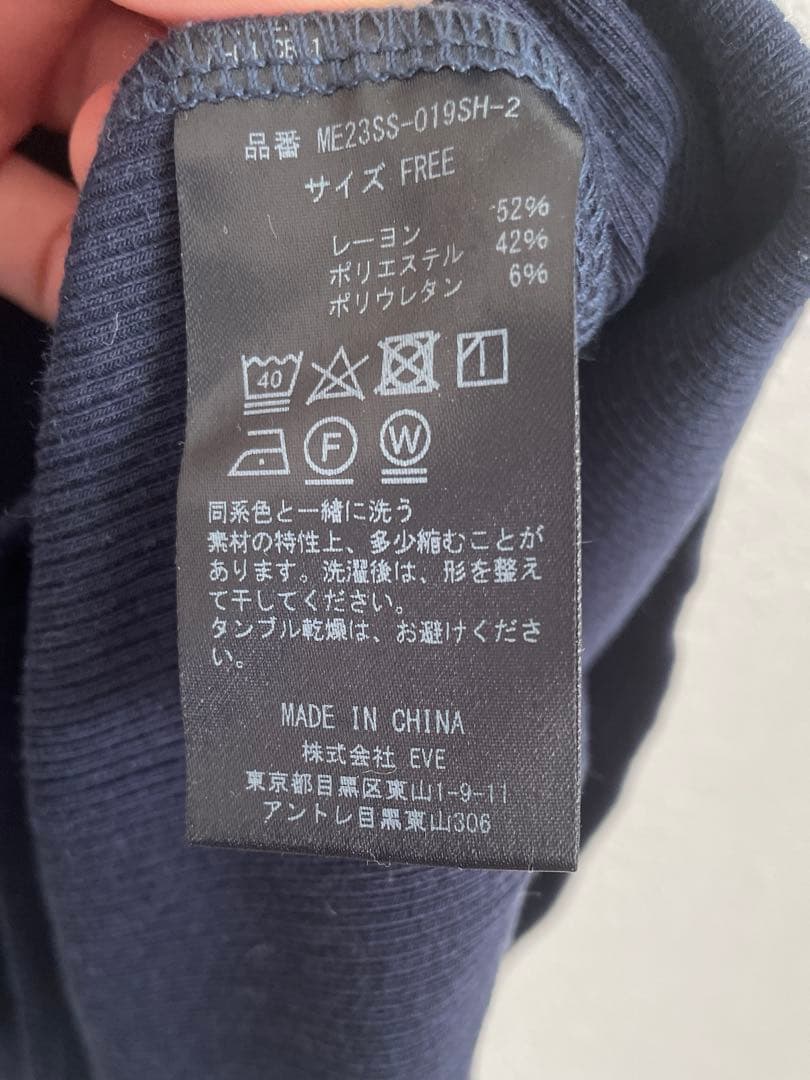 品番 ME23SS-019SH-2
サイズ FREE
レーヨン 52%
ポリエステル 42%
ポリウレタン 6%
40
F W
同系色と一緒に洗う
素材の特性上、多少縮むことが
あります。洗濯後は、形を整え
て干してください。
タンブル乾燥は、お避けくださ
い。
MADE IN CHINA
株式会社 EVE
東京都目黒区東山1-9-11
アントレ目黒東山306